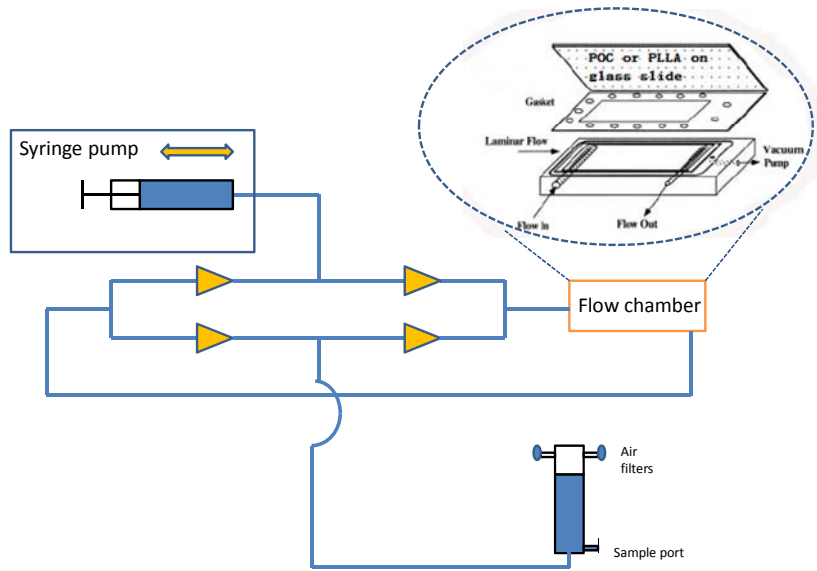 Syringe pump
POC or PLLA on
glass slide
Gasket
Laminar Flow
Vacuum
Pump
Flow in
Flow Out
Flow chamber
Air
filters
Sample port